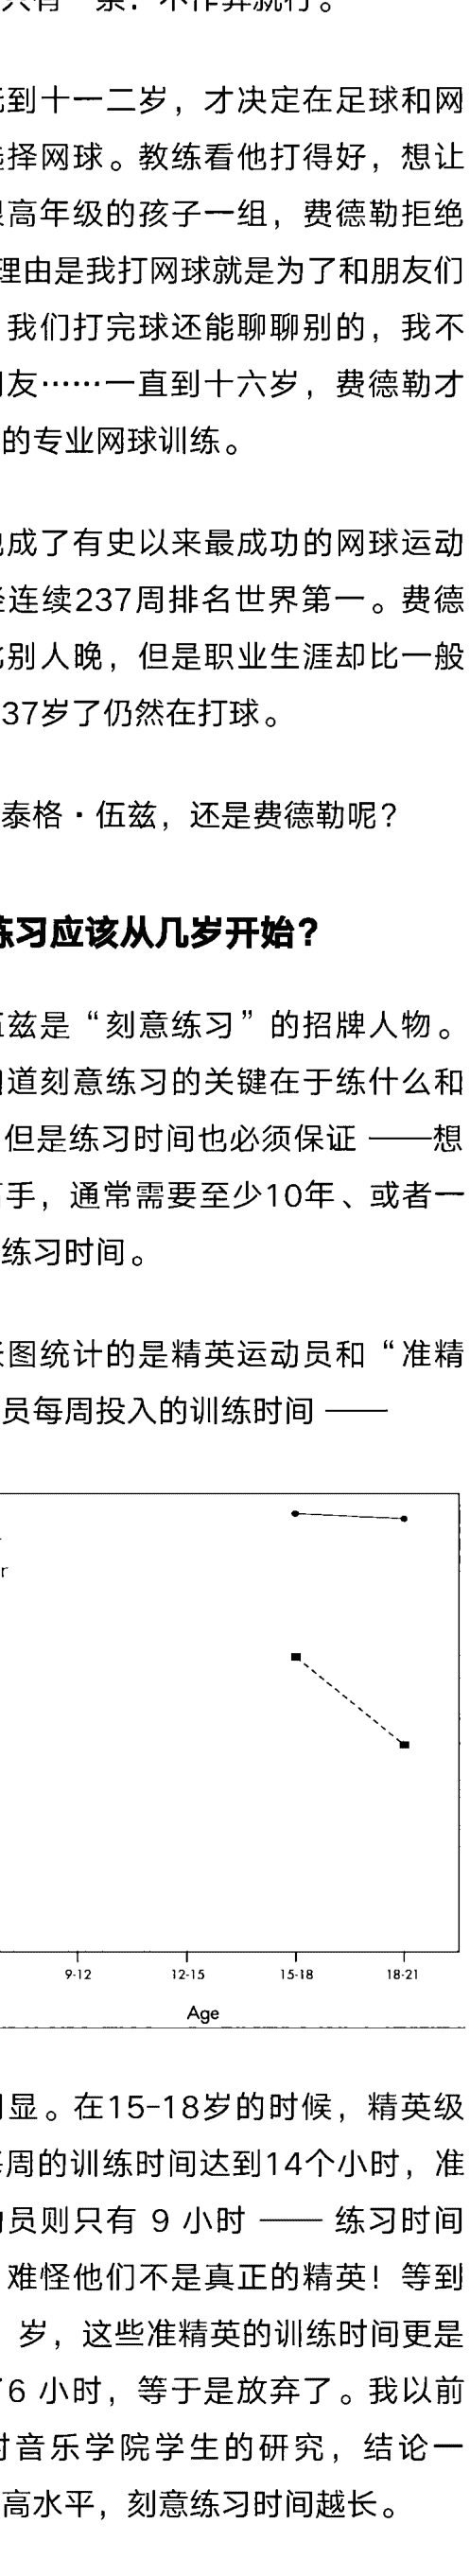 到十一二岁，才决定在足球和网
择网球。教练看他打得好，想让
高年级的孩子一组，费德勒拒绝
理由是我打网球就是为了和朋友们
我们打完球还能聊聊别的，我不
友……一直到十六岁，费德勒才
的专业网球训练。
成了有史以来最成功的网球运动
连续237周排名世界第一。费德
别人晚，但是职业生涯却比一般
37岁了仍然在打球。
泰格·伍兹，还是费德勒呢？
练习应该从几岁开始？
兹是“刻意练习”的招牌人物。
道刻意练习的关键在于练什么和
但是练习时间也必须保证 ——想
手，通常需要至少10年、或者一
练习时间。
图统计的是精英运动员和“准精
员每周投入的训练时间 ——
r
9-12 12-15 15-18 18-21
Age
显。在15-18岁的时候，精英级
周的训练时间达到14个小时，准
员则只有 9 小时 —— 练习时间
难怪他们不是真正的精英！等到
岁，这些准精英的训练时间更是
6 小时，等于是放弃了。我以前
音乐学院学生的研究，结论一
高水平，刻意练习时间越长。